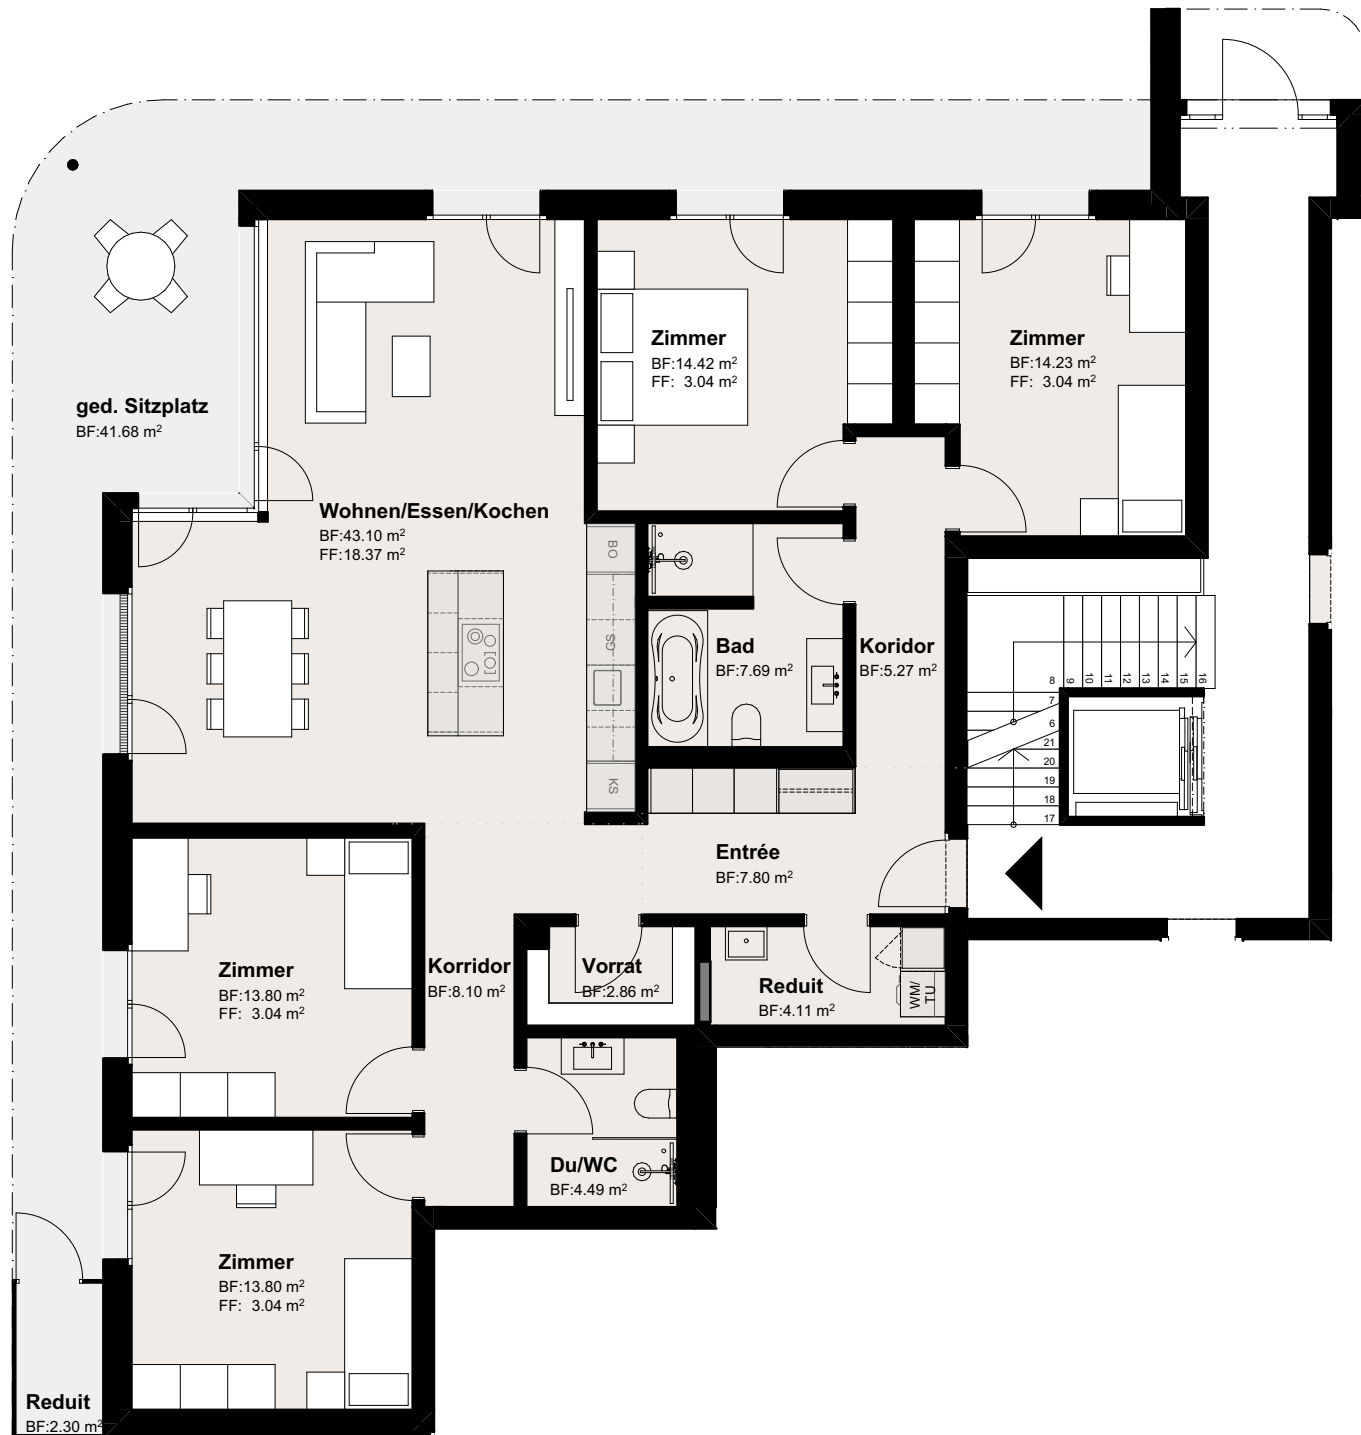 Zimmer
BF:14.42 m²
FF: 3.04 m²
Zimmer
BF:14.23 m²
FF: 3.04 m²
ged. Sitzplatz
BF:41.68 m²
Wohnen/Essen/Kochen
BF:43.10 m²
FF:18.37 m²
BO
SG
KS
Bad
BF:7.69 m²
Koridor
BF:5.27 m²
8
9
10
11
12
13
14
15
16
7
6
21
20
19
18
17
Entrée
BF:7.80 m²
Zimmer
BF:13.80 m²
FF: 3.04 m²
Korridor
BF:8.10 m²
Vorrat
BF:2.86 m²
Reduit
BF:4.11 m²
WM/
TU
Du/WC
BF:4.49 m²
Zimmer
BF:13.80 m²
FF: 3.04 m²
Reduit
BF:2.30 m²